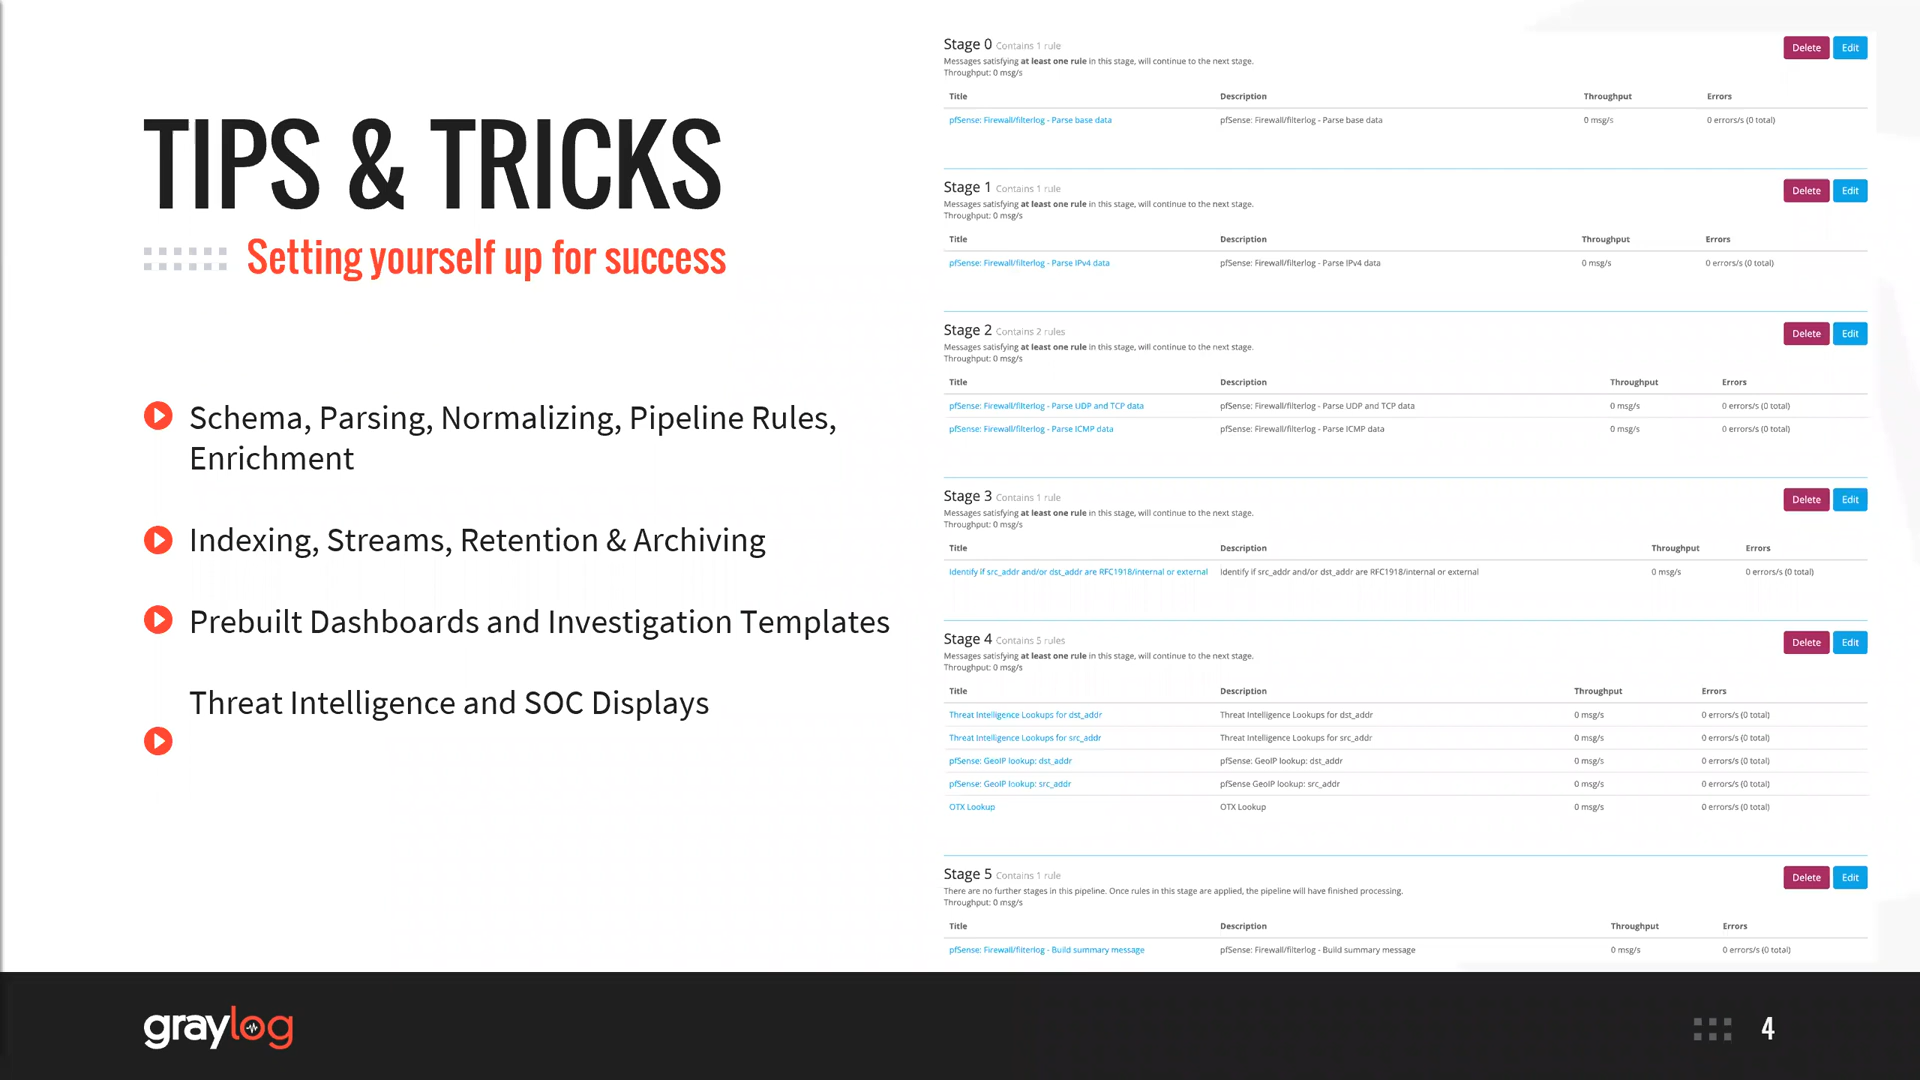 TIPS & TRICKS
Setting yourself up for success
Schema, Parsing, Normalizing, Pipeline Rules,
Enrichment
Indexing, Streams, Retention & Archiving
Prebuilt Dashboards and Investigation Templates
Threat Intelligence and SOC Displays
Stage 0 Contains 1 rule Delete Edit
Messages satisfying at least one rule in this stage, will continue to the next stage.
Throughput: 0 msg/s
Title Description Throughput Errors
pfSense: Firewall/filterlog - Parse base data pfSense: Firewall/filterlog - Parse base data 0 msg/s 0 errors/s (0 total)
Stage 1 Contains 1 rule Delete Edit
Messages satisfying at least one rule in this stage, will continue to the next stage.
Throughput: 0 msg/s
Title Description Throughput Errors
pfSense: Firewall/filterlog - Parse IPv4 data pfSense: Firewall/filterlog - Parse IPv4 data 0 msg/s 0 errors/s (0 total)
Stage 2 Contains 2 rules Delete Edit
Messages satisfying at least one rule in this stage, will continue to the next stage.
Throughput: 0 msg/s
Title Description Throughput Errors
pfSense: Firewall/filterlog - Parse UDP and TCP data pfSense: Firewall/filterlog - Parse UDP and TCP data 0 msg/s 0 errors/s (0 total)
pfSense: Firewall/filterlog - Parse ICMP data pfSense: Firewall/filterlog - Parse ICMP data 0 msg/s 0 errors/s (0 total)
Stage 3 Contains 1 rule Delete Edit
Messages satisfying at least one rule in this stage, will continue to the next stage.
Throughput: 0 msg/s
Title Description Throughput Errors
Identify if src_addr and/or dst_addr are RFC1918/internal or external Identify if src_addr and/or dst_addr are RFC1918/internal or external 0 msg/s 0 errors/s (0 total)
Stage 4 Contains 5 rules Delete Edit
Messages satisfying at least one rule in this stage, will continue to the next stage.
Throughput: 0 msg/s
Title Description Throughput Errors
Threat Intelligence Lookups for dst_addr Threat Intelligence Lookups for dst_addr 0 msg/s 0 errors/s (0 total)
Threat Intelligence Lookups for src_addr Threat Intelligence Lookups for src_addr 0 msg/s 0 errors/s (0 total)
pfSense: GeoIP lookup: dst_addr pfSense: GeoIP lookup: dst_addr 0 msg/s 0 errors/s (0 total)
pfSense: GeoIP lookup: src_addr pfSense GeoIP lookup: src_addr 0 msg/s 0 errors/s (0 total)
OTX Lookup OTX Lookup 0 msg/s 0 errors/s (0 total)
Stage 5 Contains 1 rule Delete Edit
There are no further stages in this pipeline. Once rules in this stage are applied, the pipeline will have finished processing.
Throughput: 0 msg/s
Title Description Throughput Errors
pfSense: Firewall/filterlog - Build summary message pfSense: Firewall/filterlog - Build summary message 0 msg/s 0 errors/s (0 total)
graylog
4